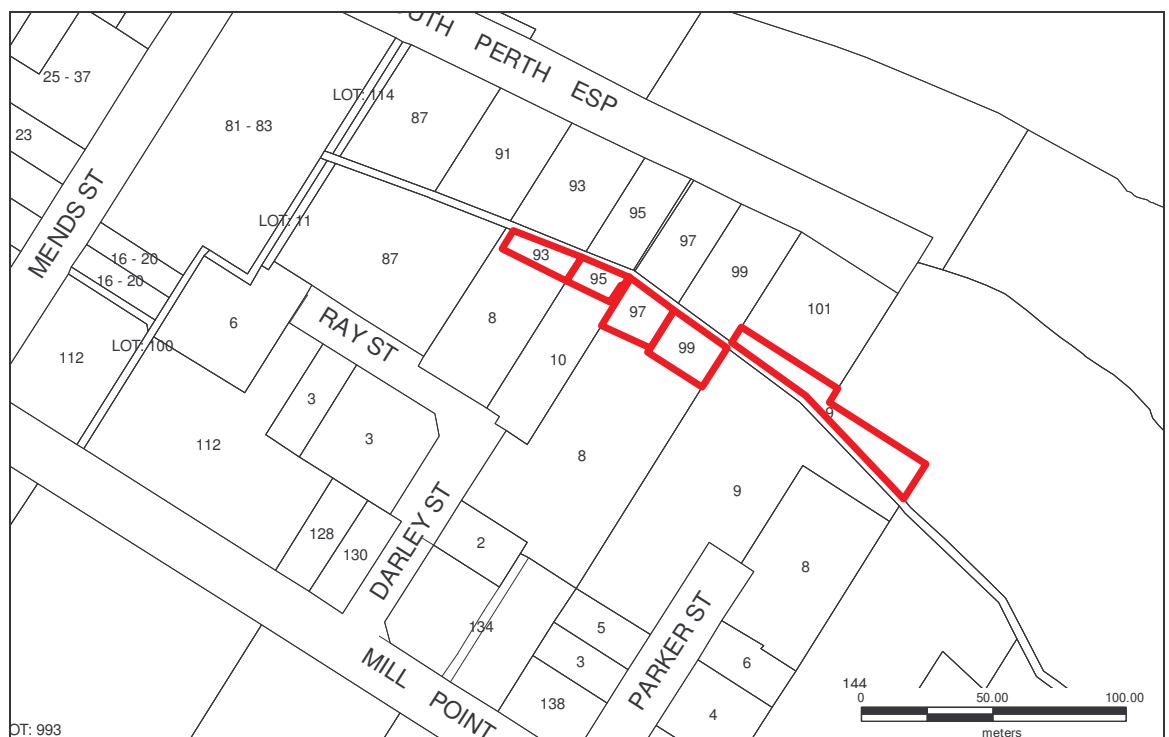 UTH PERTH ESP
25 - 37
LOT: 114
87
81 - 83
23
91
93
95
MENDS ST
LOT: 11
97
99
101
16 - 20
16 - 20
87
93
95
97
99
6
RAY ST
8
10
LOT: 100
112
3
3
9
112
8
9
128
130
DARLEY ST
2
8
134
5
3
138
PARKER ST
6
4
MILL POINT
OT: 993
144
0
50.00
100.00
meters